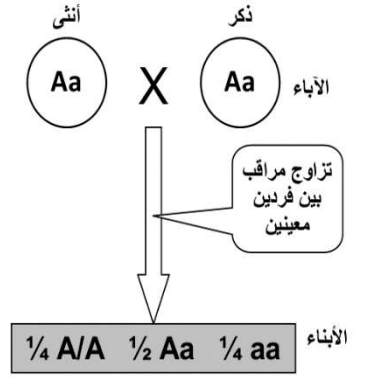 ذكر
أنثى
الآباء
Aa
X
Aa
تزاوج مراقب
بين فردين
معينين
الأبناء
¼ A/A ½ Aa ¼ aa